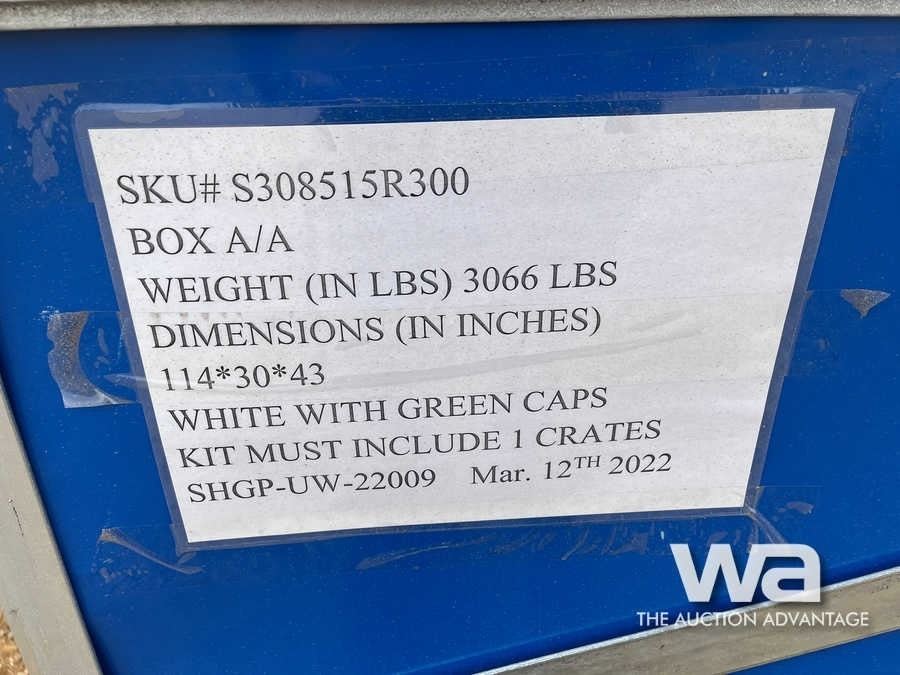 SKU# S308515R300
BOX A/A
WEIGHT (IN LBS) 3066 LBS
DIMENSIONS (IN INCHES)
114*30*43
WHITE WITH GREEN CAPS
KIT MUST INCLUDE 1 CRATES
SHGP-UW-22009 Mar. 12TH 2022
wa
THE AUCTION ADVANTAGE